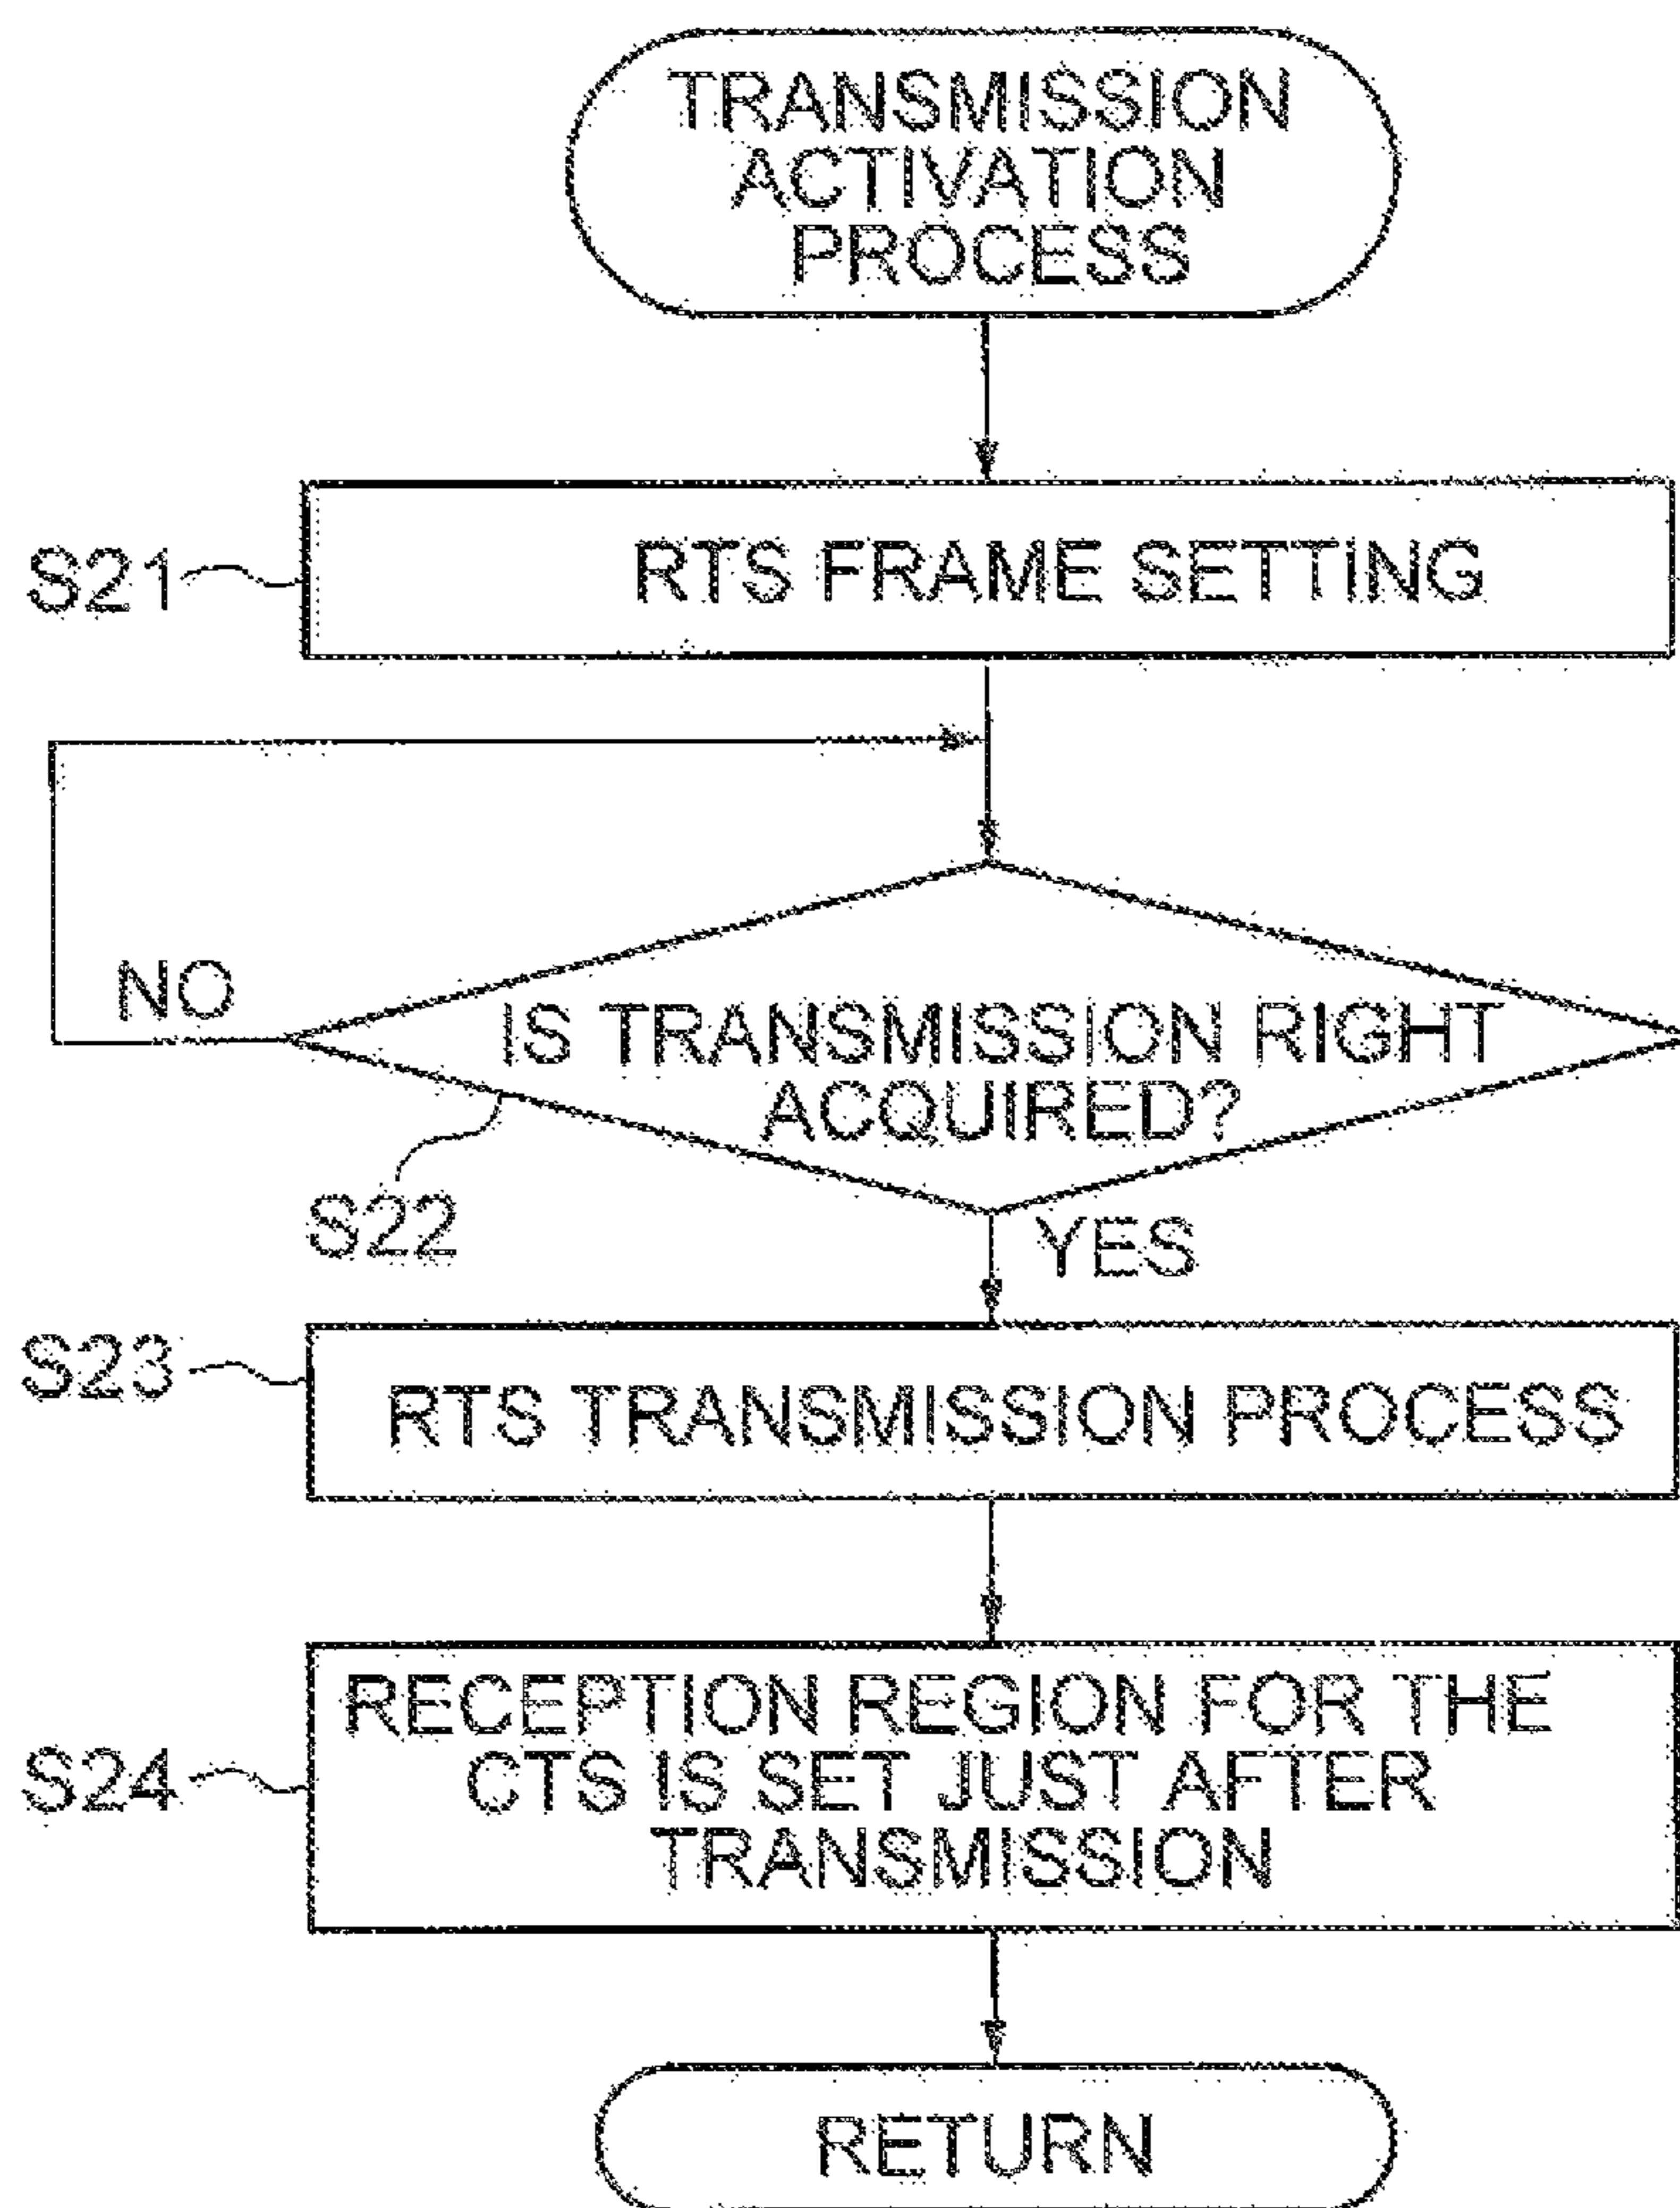 TRANSMISSION
ACTIVATION
PROCESS
S21
RTS FRAME SETTING
NO
IS TRANSMISSION RIGHT
ACQUIRED?
S22
YES
S23
RTS TRANSMISSION PROCESS
S24
RECEPTION REGION FOR THE
CTS IS SET JUST AFTER
TRANSMISSION
RETURN